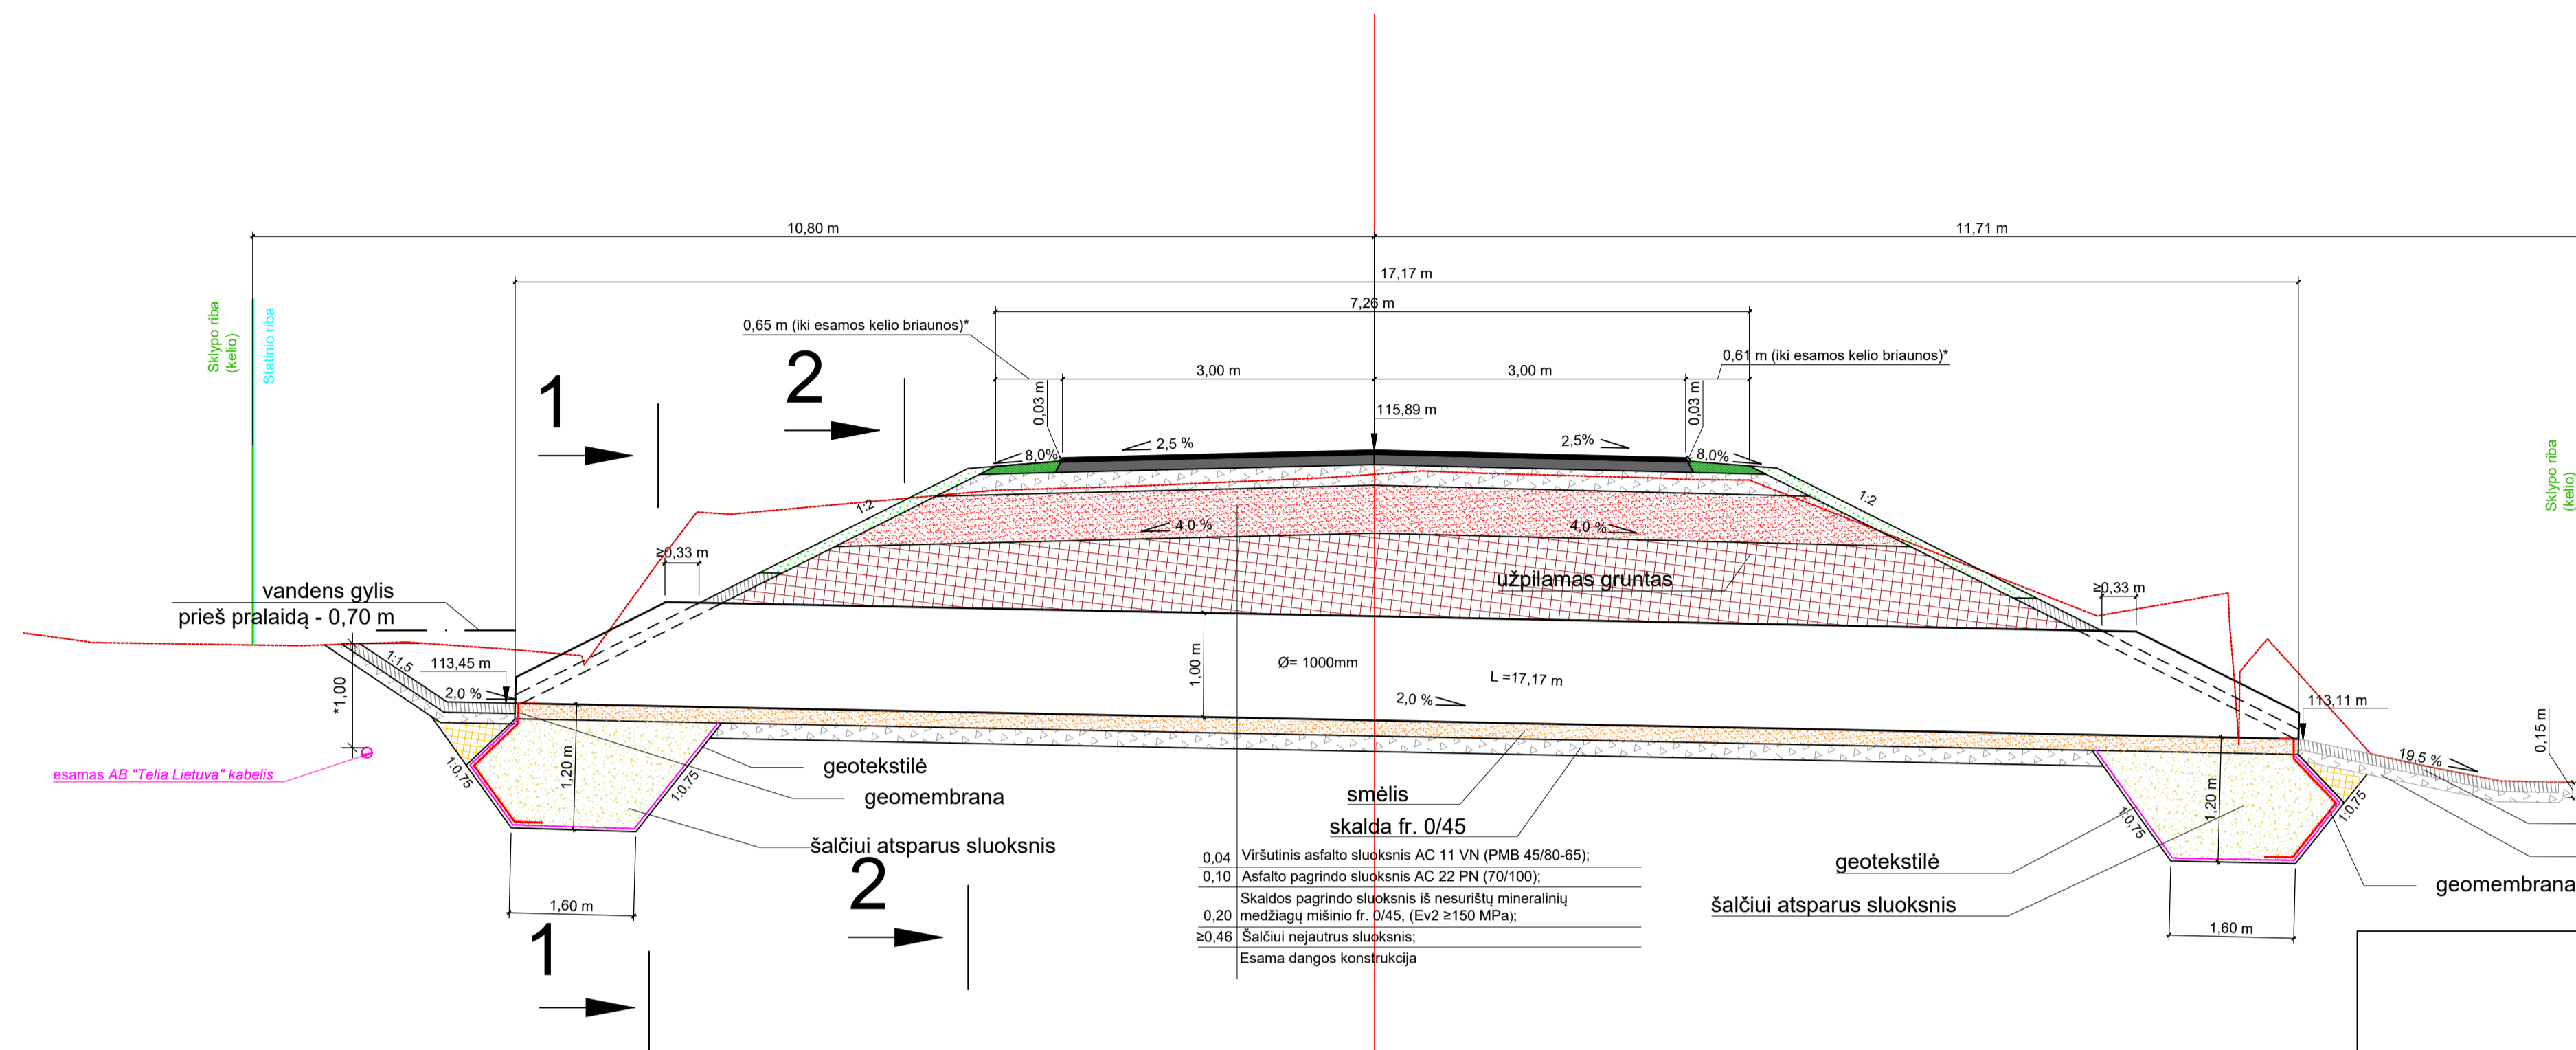 10,80 m
11,71 m
17,17 m
7,26 m
0,65 m (iki esamos kelio briaunos)*
0,61 m (iki esamos kelio briaunos)*
3,00 m
3,00 m
0,03 m
0,03 m
115,89 m
Sklypo riba
(kelio)
Statinio riba
Sklypo riba
(kelio)
1
2
2,5 %
2,5%
8,0%
8,0%
1:2
1:2
4,0 %
4,0 %
≥0,33 m
≥0,33 m
užpilamas gruntas
vandens gylis
prieš pralaidą - 0,70 m
1:1,5
113,45 m
2,0 %
*1,00
1,00 m
Ø= 1000mm
L =17,17 m
2,0 %
113,11 m
0,15 m
19,5 %
esamas AB "Telia Lietuva" kabelis
1:0,75
1,20 m
1:0,75
geotekstilė
geomembrana
šalčiui atsparus sluoksnis
smėlis
skalda fr. 0/45
1:0,75
1,20 m
1:0,75
geotekstilė
šalčiui atsparus sluoksnis
geomembrana
0,04 Viršutinis asfalto sluoksnis AC 11 VN (PMB 45/80-65);
0,10 Asfalto pagrindo sluoksnis AC 22 PN (70/100);
Skaldos pagrindo sluoksnis iš nesurištų mineralinių
0,20 medžiagų mišinio fr. 0/45, (Ev2 ≥150 MPa);
≥0,46 Šalčiui nejautrus sluoksnis;
Esama dangos konstrukcija
1,60 m
1,60 m
2
1